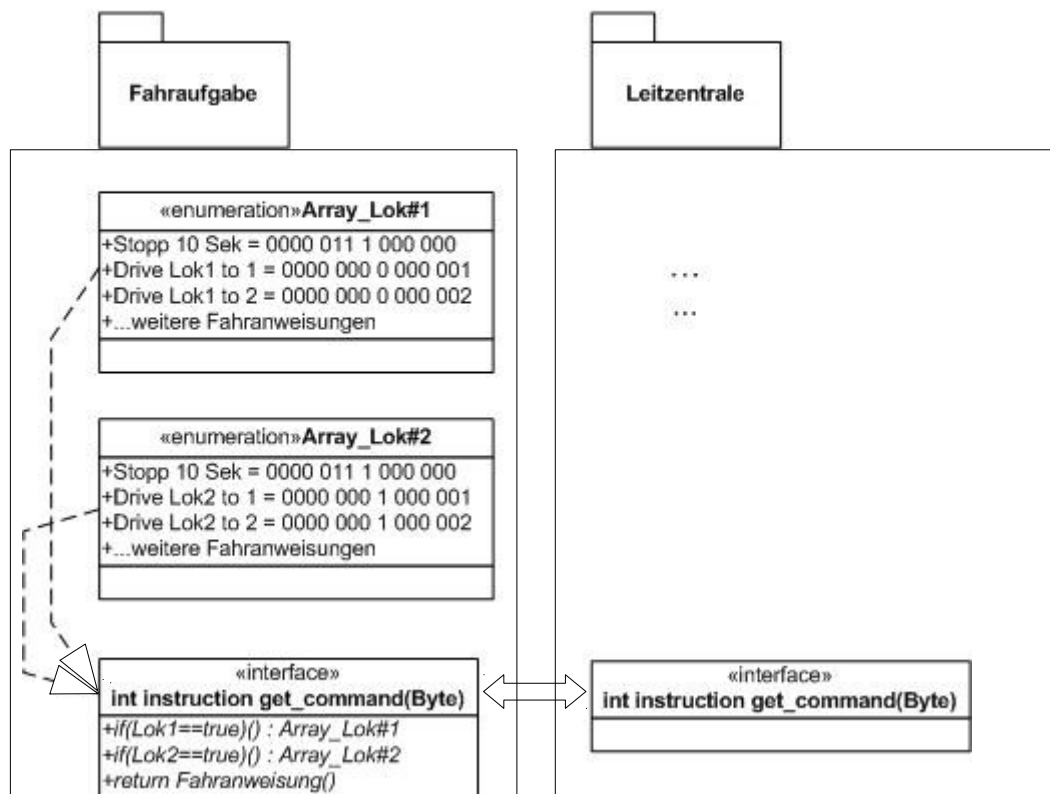 Fahraufgabe
Leitzentrale
«enumeration»Array_Lok#1
+Stopp 10 Sek = 0000 011 1 000 000
+Drive Lok1 to 1 = 0000 000 0 000 001
+Drive Lok1 to 2 = 0000 000 0 000 002
+...weitere Fahranweisungen
...
...
«enumeration»Array_Lok#2
+Stopp 10 Sek = 0000 011 1 000 000
+Drive Lok2 to 1 = 0000 000 1 000 001
+Drive Lok2 to 2 = 0000 000 1 000 002
+...weitere Fahranweisungen
«interface»
int instruction get_command(Byte)
+if(Lok1==true)() : Array_Lok#1
+if(Lok2==true)() : Array_Lok#2
+return Fahranweisung()
«interface»
int instruction get_command(Byte)